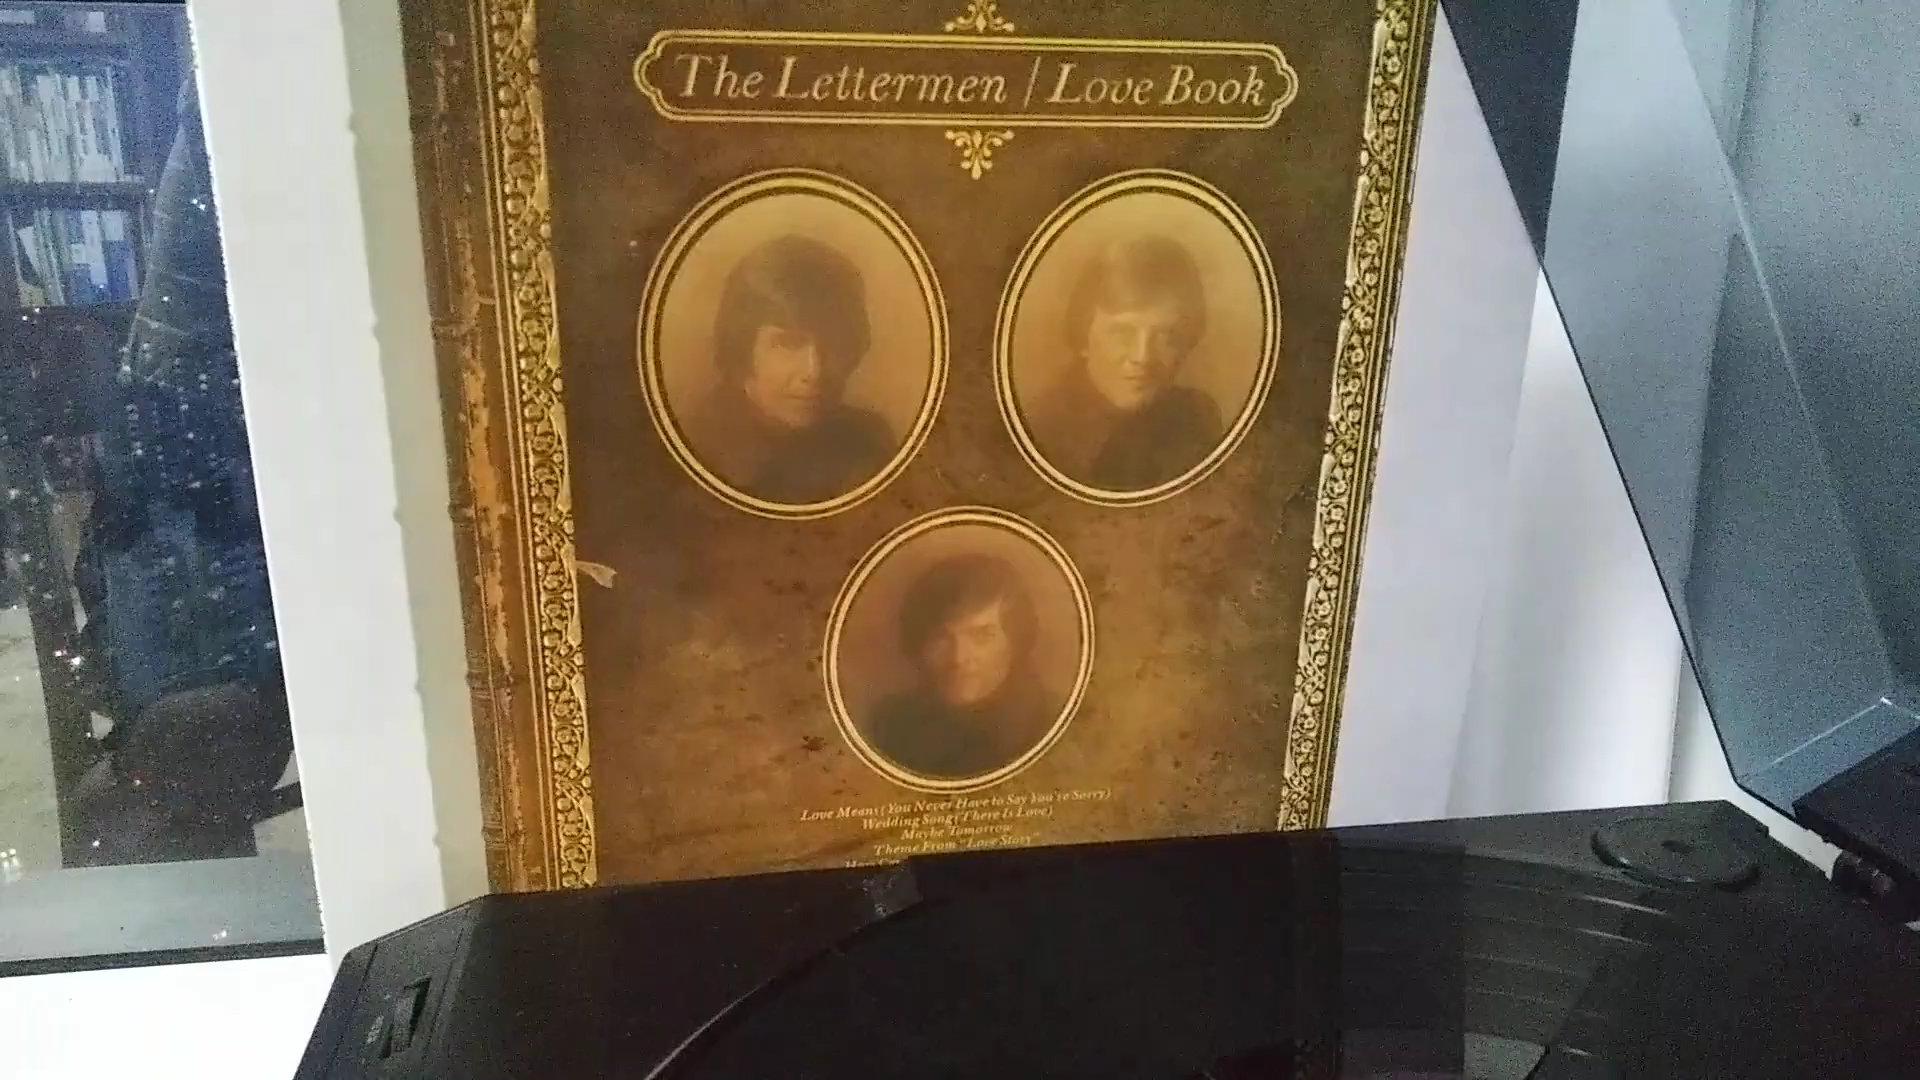 The Lettermen / Love Book
Love Means (You Never Have to Say You're Sorry)
Wedding Song (There Is Love)
Maybe Tomorrow
Theme From "Love Story"